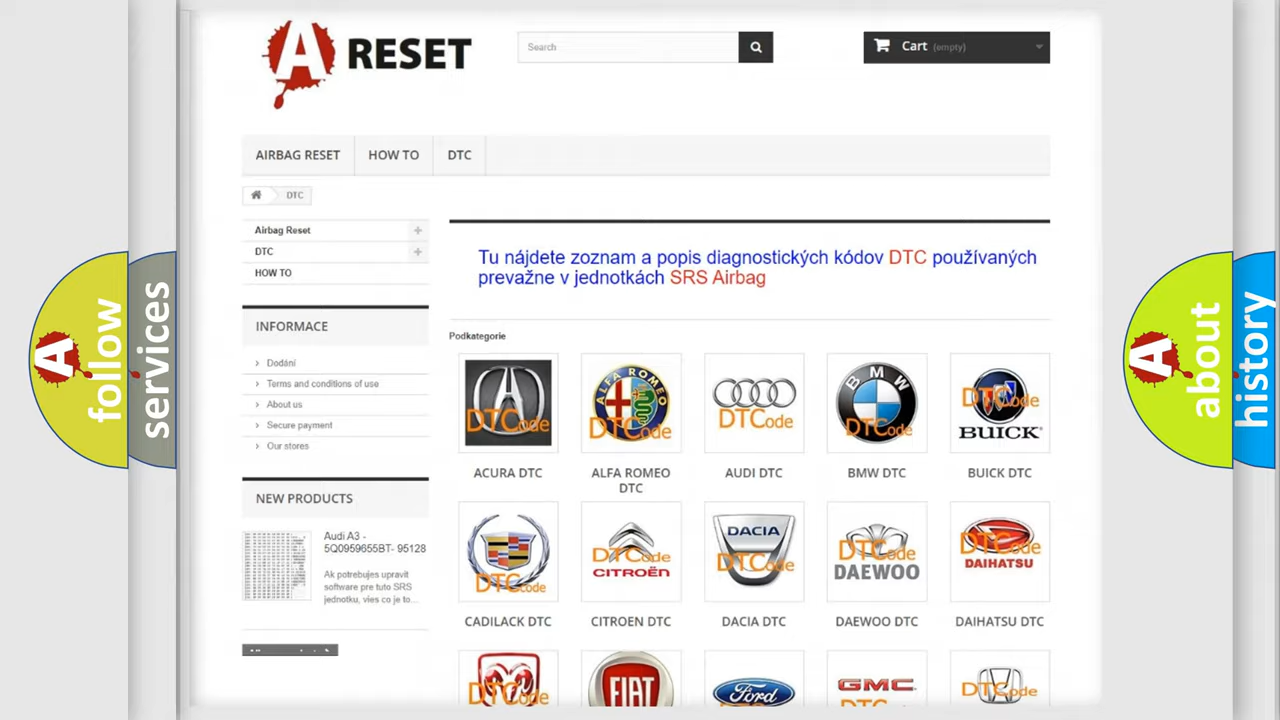 A RESET
Search
Cart (empty)
AIRBAG RESET
HOW TO
DTC
DTC
Airbag Reset
DTC
HOW TO
INFORMACE
Dodání
Terms and conditions of use
About us
Secure payment
Our stores
NEW PRODUCTS
Audi A3 -
5Q0959655BT- 95128
Ak potrebujes upravit
software pre tuto SRS
jednotku, vies co je to...
Tu nájdete zoznam a popis diagnostických kódov DTC používaných
prevažne v jednotkách SRS Airbag
Podkategorie
DTCode
ALFA ROMEO
DTCode
DTCode
BMW
DTCode
DTCode
BUICK
ACURA DTC
ALFA ROMEO
DTC
AUDI DTC
BMW DTC
BUICK DTC
DTCode
DTCode
CITROËN
DACIA
DTCode
DTCode
DAEWOO
DTCode
DAIHATSU
CADILACK DTC
CITROEN DTC
DACIA DTC
DAEWOO DTC
DAIHATSU DTC
DTCode
FIAT
Ford
GMC
DTCode
A follow
services
A about
history